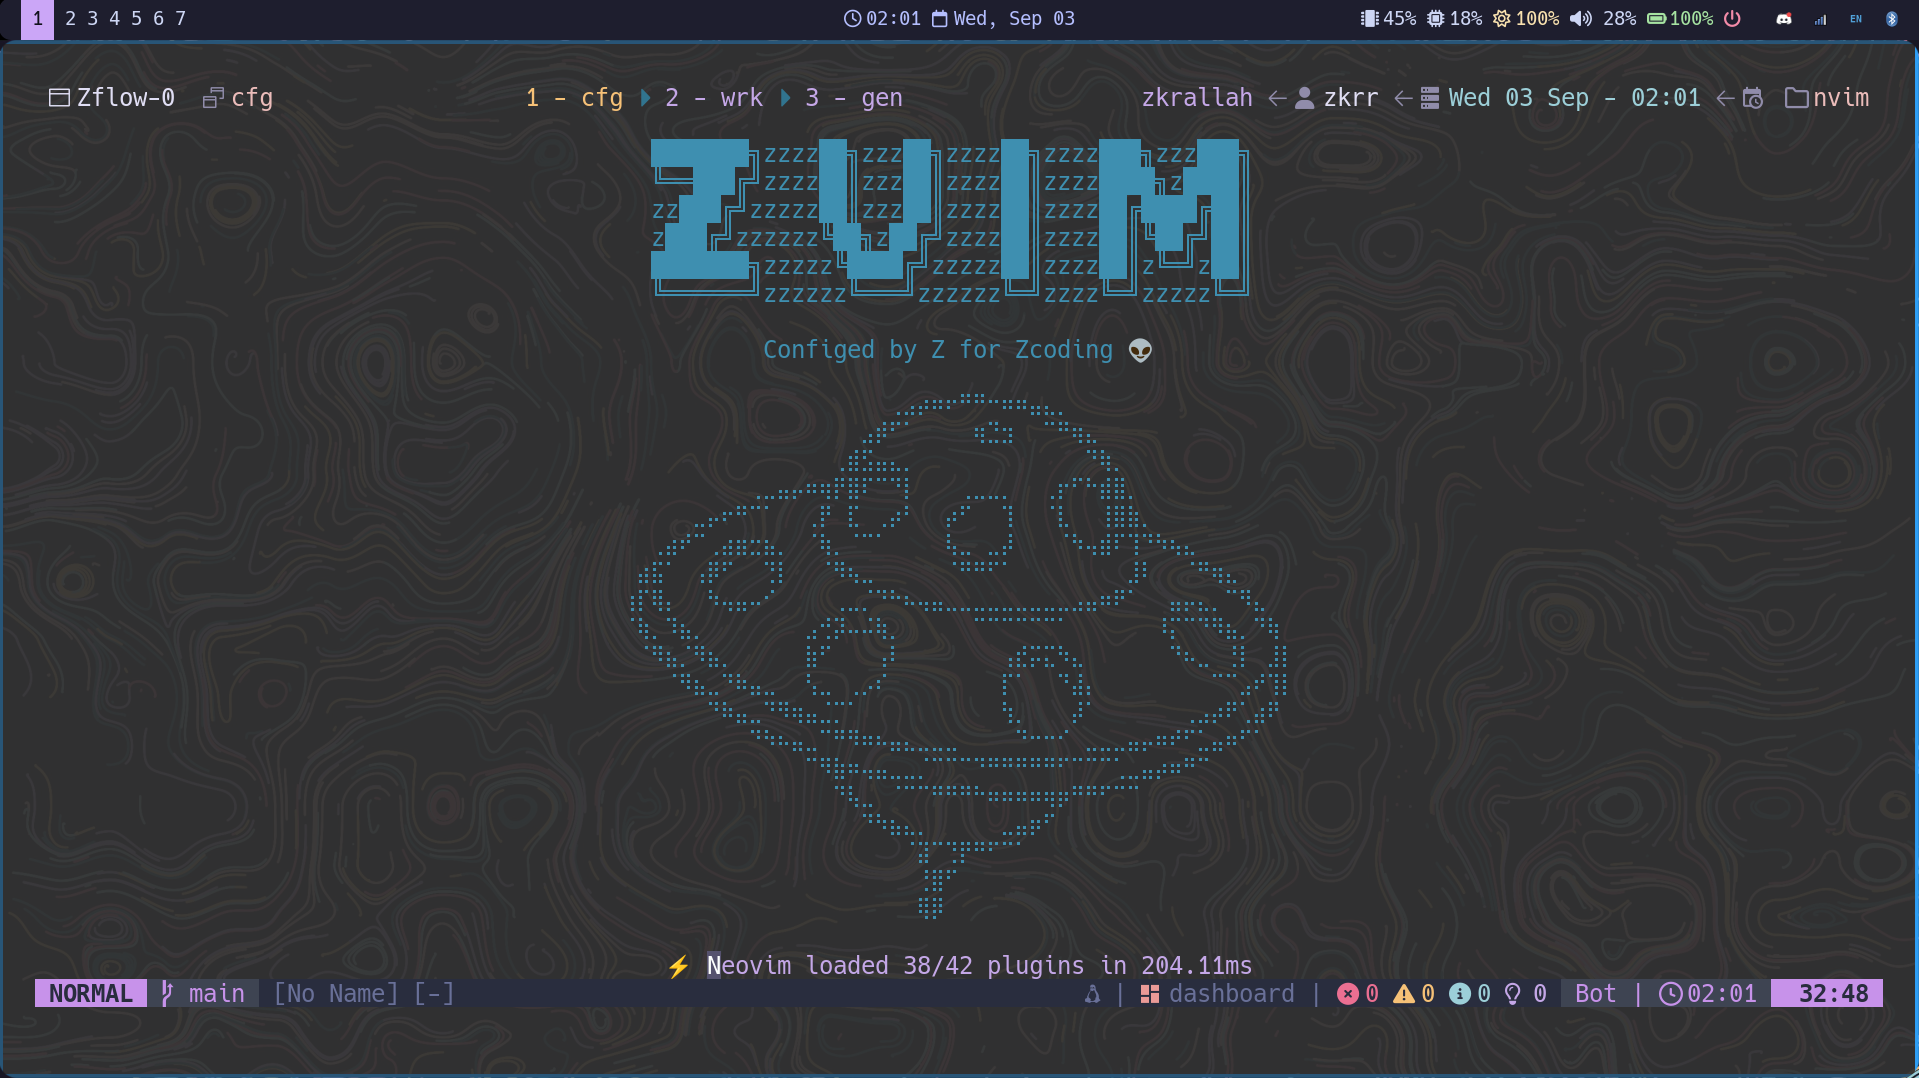 1 2 3 4 5 6 7 02:01 Wed, Sep 03 45% 18% 100% 28% 100% EN
Zflow-0 cfg 1 - cfg 2 - wrk 3 - gen zkrallah zkrr Wed 03 Sep - 02:01 nvim
ZVIM
Configed by Z for Zcoding
Neovim loaded 38/42 plugins in 204.11ms
NORMAL main [No Name] [-] | dashboard | 0 0 0 0 Bot | 02:01 32:48